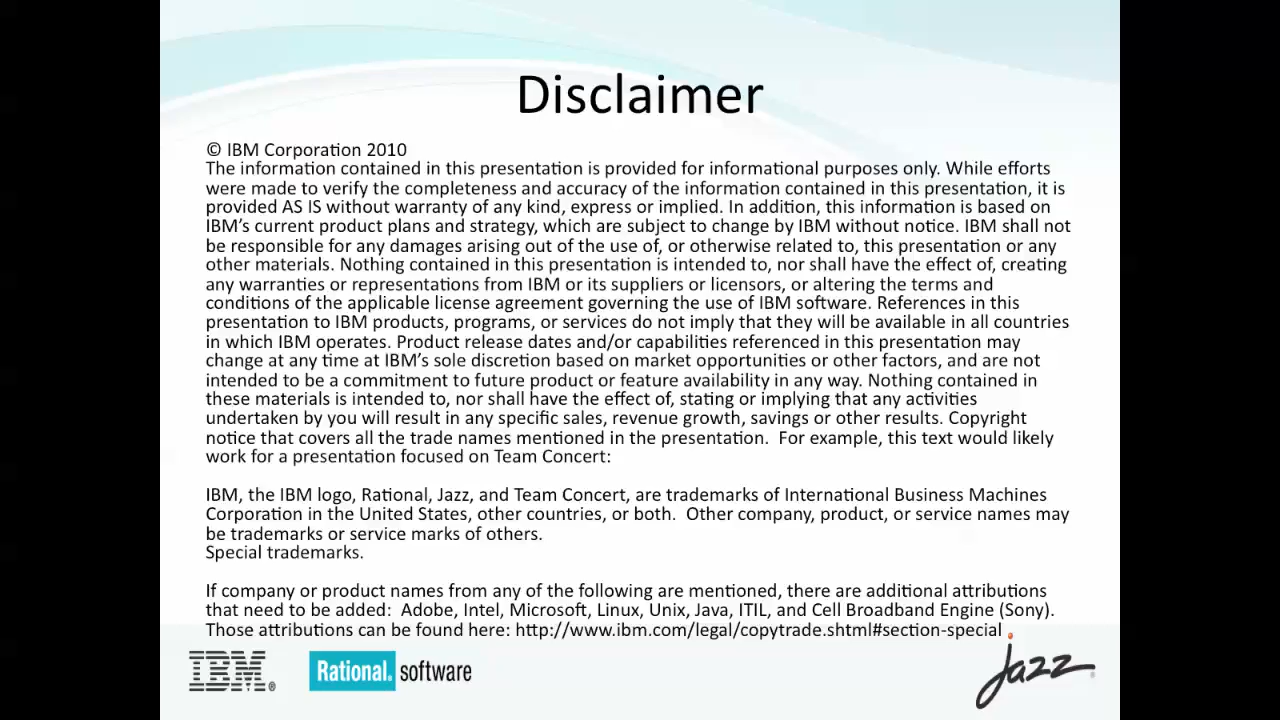 Disclaimer
© IBM Corporation 2010
The information contained in this presentation is provided for informational purposes only. While efforts
were made to verify the completeness and accuracy of the information contained in this presentation, it is
provided AS IS without warranty of any kind, express or implied. In addition, this information is based on
IBM’s current product plans and strategy, which are subject to change by IBM without notice. IBM shall not
be responsible for any damages arising out of the use of, or otherwise related to, this presentation or any
other materials. Nothing contained in this presentation is intended to, nor shall have the effect of, creating
any warranties or representations from IBM or its suppliers or licensors, or altering the terms and
conditions of the applicable license agreement governing the use of IBM software. References in this
presentation to IBM products, programs, or services do not imply that they will be available in all countries
in which IBM operates. Product release dates and/or capabilities referenced in this presentation may
change at any time at IBM’s sole discretion based on market opportunities or other factors, and are not
intended to be a commitment to future product or feature availability in any way. Nothing contained in
these materials is intended to, nor shall have the effect of, stating or implying that any activities
undertaken by you will result in any specific sales, revenue growth, savings or other results. Copyright
notice that covers all the trade names mentioned in the presentation.  For example, this text would likely
work for a presentation focused on Team Concert:
IBM, the IBM logo, Rational, Jazz, and Team Concert, are trademarks of International Business Machines
Corporation in the United States, other countries, or both.  Other company, product, or service names may
be trademarks or service marks of others.
Special trademarks.
If company or product names from any of the following are mentioned, there are additional attributions
that need to be added:  Adobe, Intel, Microsoft, Linux, Unix, Java, ITIL, and Cell Broadband Engine (Sony).
Those attributions can be found here: http://www.ibm.com/legal/copytrade.shtml#section-special
IBM® Rational. software jazz®